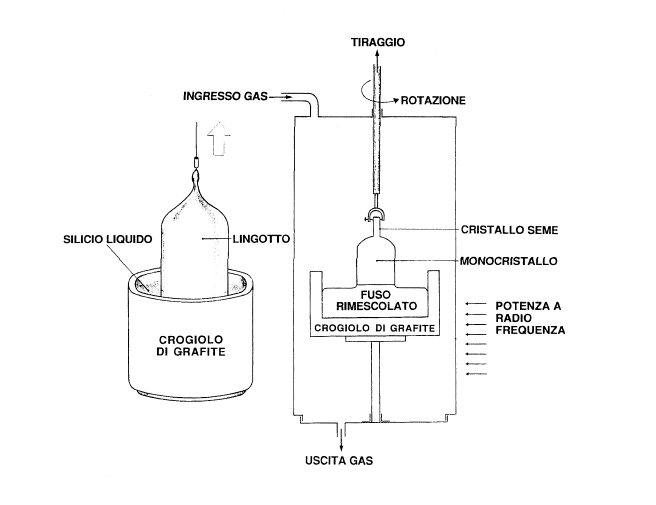 TIRAGGIO
INGRESSO GAS
ROTAZIONE
SILICIO LIQUIDO
LINGOTTO
CRISTALLO SEME
MONOCRISTALLO
FUSO
RIMESCOLATO
POTENZA A
RADIO
FREQUENZA
CROGIOLO DI GRAFITE
CROGIOLO
DI GRAFITE
USCITA GAS